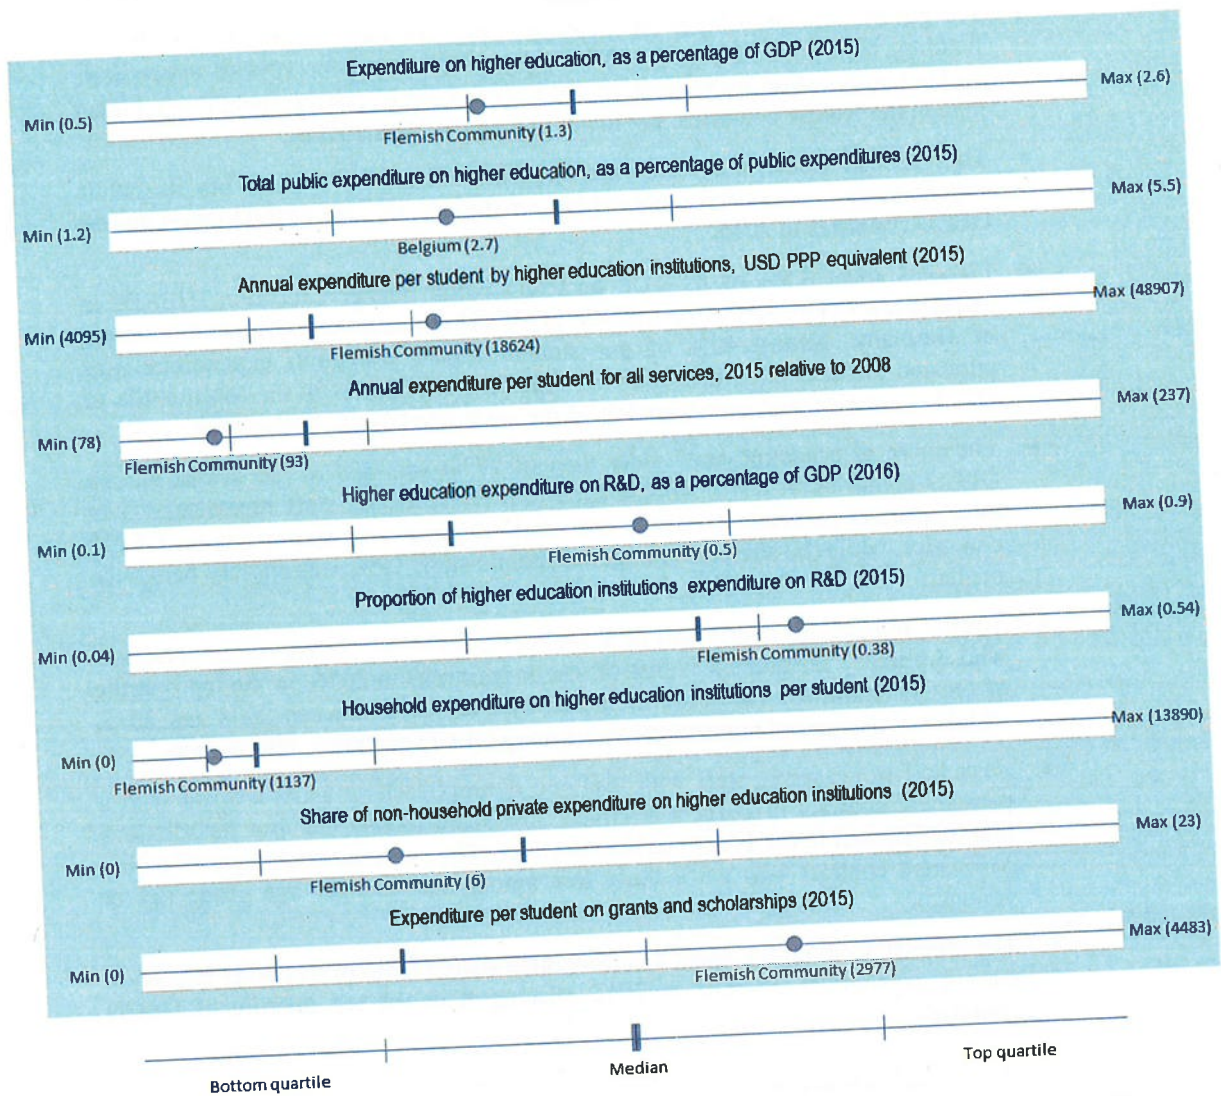 Expenditure on higher education, as a percentage of GDP (2015)
Min (0.5)
Max (2.6)
Flemish Community (1.3)
Total public expenditure on higher education, as a percentage of public expenditures (2015)
Min (1.2)
Max (5.5)
Belgium (2.7)
Annual expenditure per student by higher education institutions, USD PPP equivalent (2015)
Min (4095)
Max (48907)
Flemish Community (18624)
Annual expenditure per student for all services, 2015 relative to 2008
Min (78)
Max (237)
Flemish Community (93)
Higher education expenditure on R&D, as a percentage of GDP (2016)
Min (0.1)
Max (0.9)
Flemish Community (0.5)
Proportion of higher education institutions expenditure on R&D (2015)
Min (0.04)
Max (0.54)
Flemish Community (0.38)
Household expenditure on higher education institutions per student (2015)
Min (0)
Max (13890)
Flemish Community (1137)
Share of non-household private expenditure on higher education institutions (2015)
Min (0)
Max (23)
Flemish Community (6)
Expenditure per student on grants and scholarships (2015)
Min (0)
Max (4483)
Flemish Community (2977)
Bottom quartile
Median
Top quartile